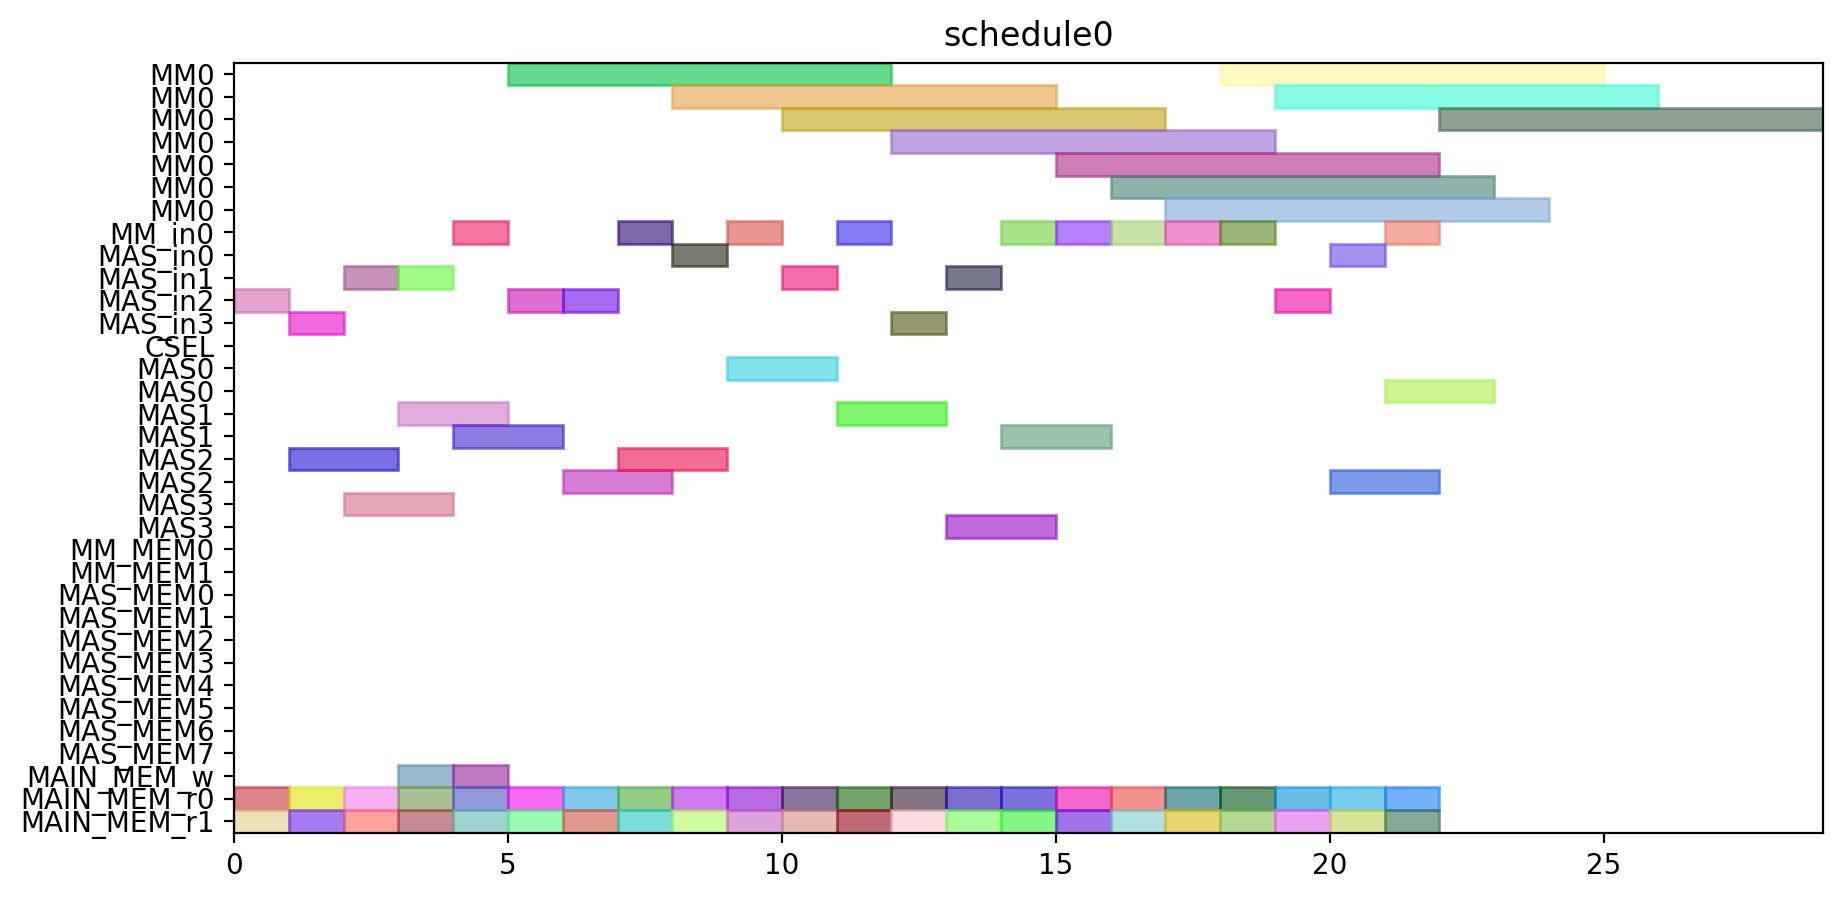 schedule0
MM0
MM0
MM0
MM0
MM0
MM0
MM0
MM_in0
MAS_in0
MAS_in1
MAS_in2
MAS_in3
CSEL
MAS0
MAS0
MAS1
MAS1
MAS2
MAS2
MAS3
MAS3
MM_MEM0
MM_MEM1
MAS_MEM0
MAS_MEM1
MAS_MEM2
MAS_MEM3
MAS_MEM4
MAS_MEM5
MAS_MEM6
MAS_MEM7
MAIN_MEM_w
MAIN_MEM_r0
MAIN_MEM_r1
0 5 10 15 20 25